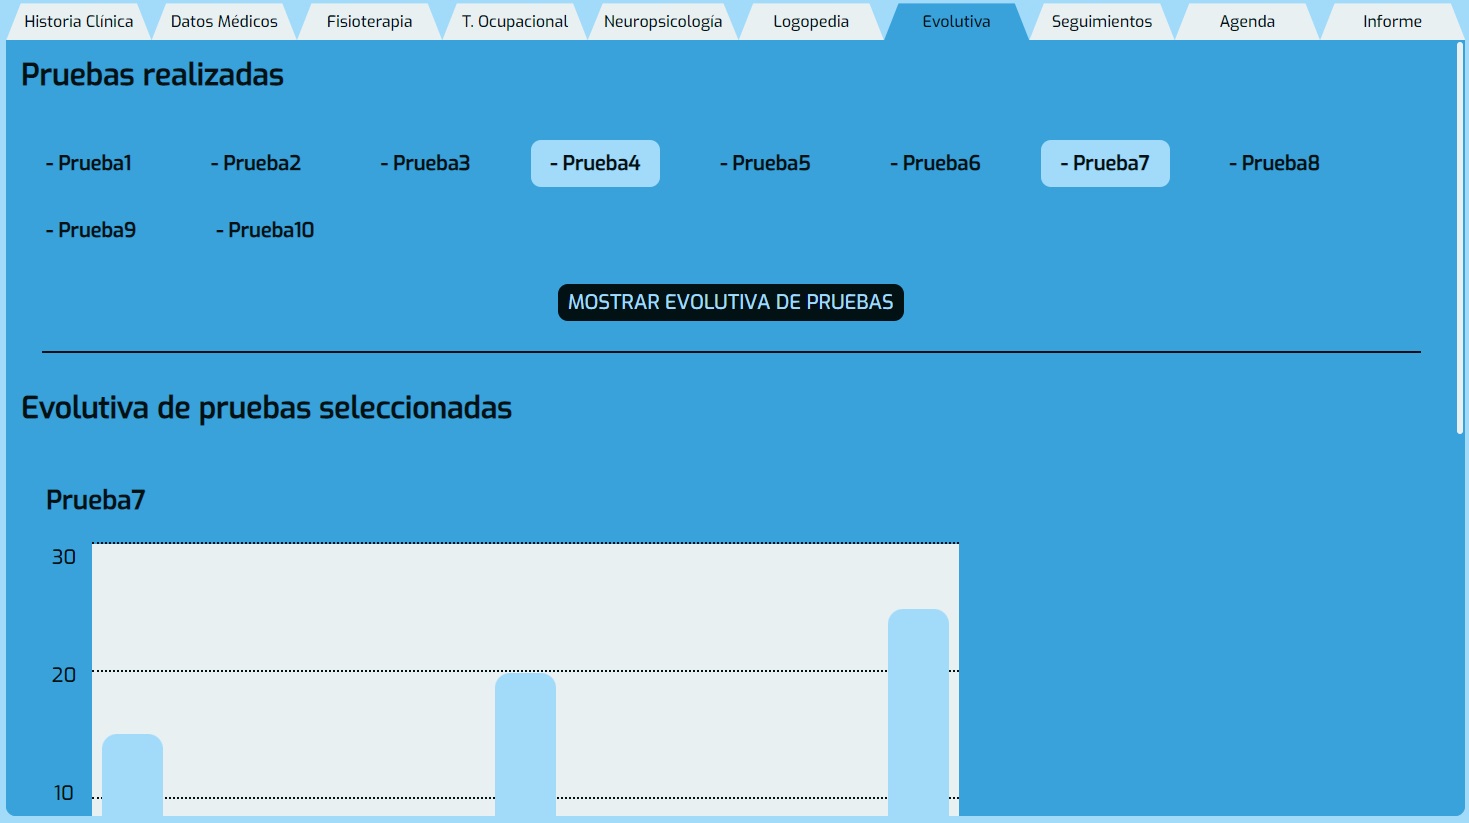 Historia Clínica Datos Médicos Fisioterapia T. Ocupacional Neuropsicología Logopedia Evolutiva Seguimientos Agenda Informe
Pruebas realizadas
- Prueba1 - Prueba2 - Prueba3 - Prueba4 - Prueba5 - Prueba6 - Prueba7 - Prueba8
- Prueba9 - Prueba10
MOSTRAR EVOLUTIVA DE PRUEBAS
Evolutiva de pruebas seleccionadas
Prueba7
30
20
10